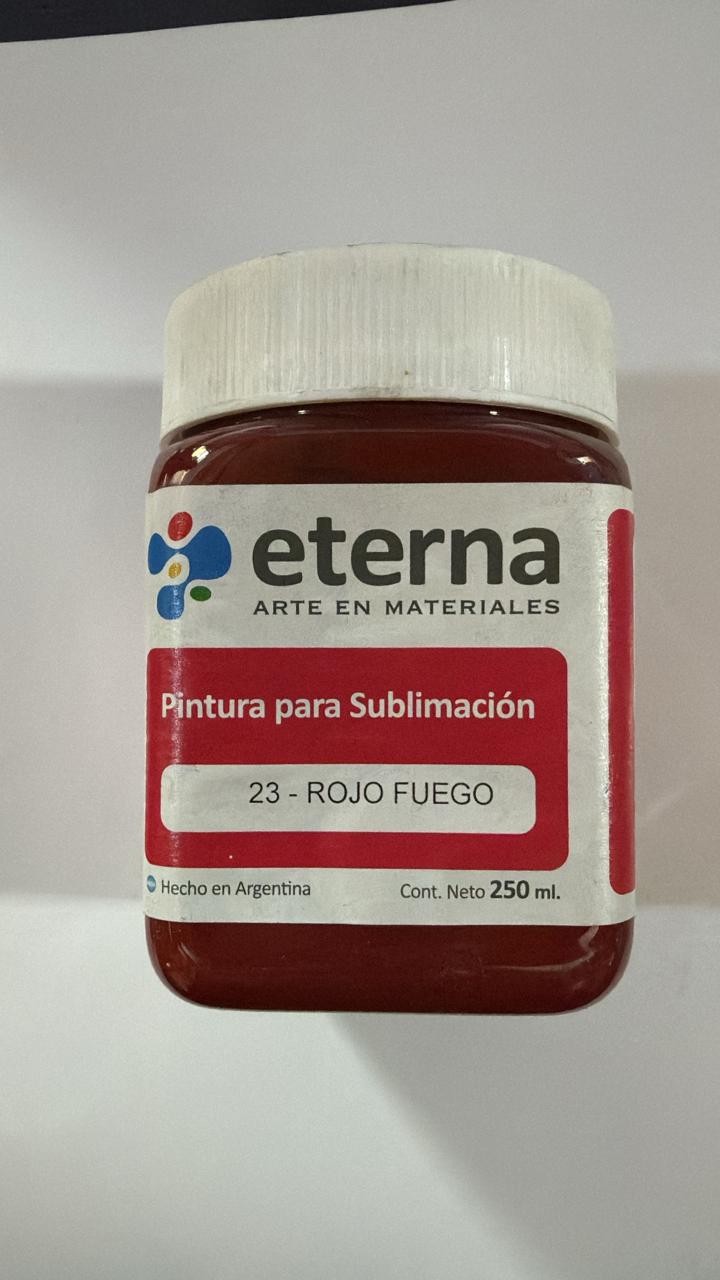 eterna
ARTE EN MATERIALES
Pintura para Sublimación
23 - ROJO FUEGO
Hecho en Argentina
Cont. Neto 250 ml.